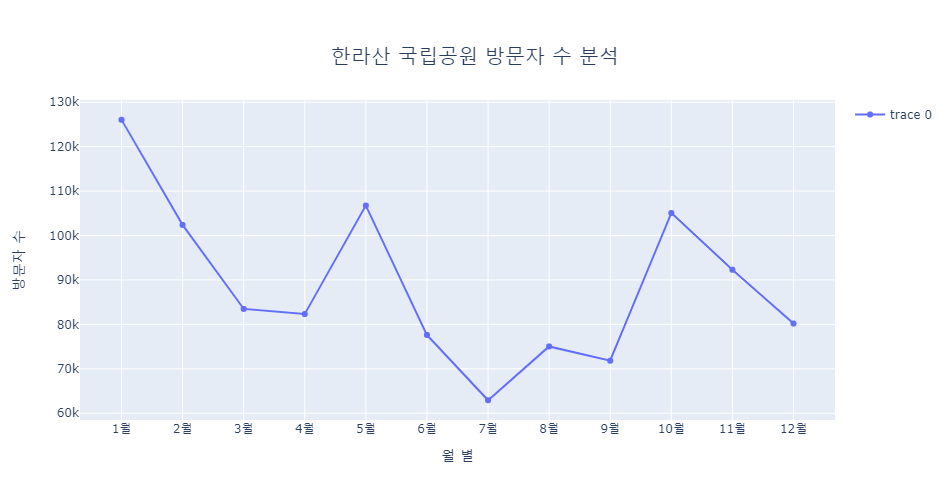 한라산 국립공원 방문자 수 분석
130k
120k
110k
100k
90k
80k
70k
60k
방문자 수
1월 2월 3월 4월 5월 6월 7월 8월 9월 10월 11월 12월
월 별
trace 0